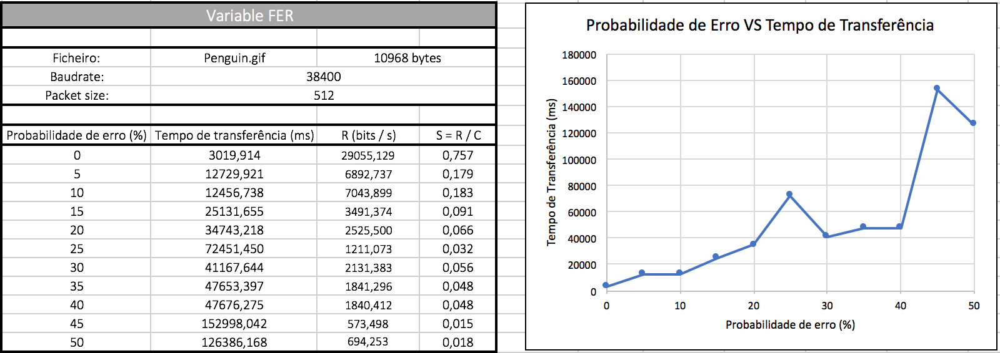 Variable FER
Ficheiro: Penguin.gif 10968 bytes
Baudrate: 38400
Packet size: 512
Probabilidade de erro (%) Tempo de transferência (ms) R (bits / s) S = R / C
0 3019,914 29055,129 0,757
5 12729,921 6892,737 0,179
10 12456,738 7043,899 0,183
15 25131,655 3491,374 0,091
20 34743,218 2525,500 0,066
25 72451,450 1211,073 0,032
30 41167,644 2131,383 0,056
35 47653,397 1841,296 0,048
40 47676,275 1840,412 0,048
45 152998,042 573,498 0,015
50 126386,168 694,253 0,018
Probabilidade de Erro VS Tempo de Transferência
Tempo de Transferência (ms)
180000
160000
140000
120000
100000
80000
60000
40000
20000
0
0 10 20 30 40 50
Probabilidade de erro (%)